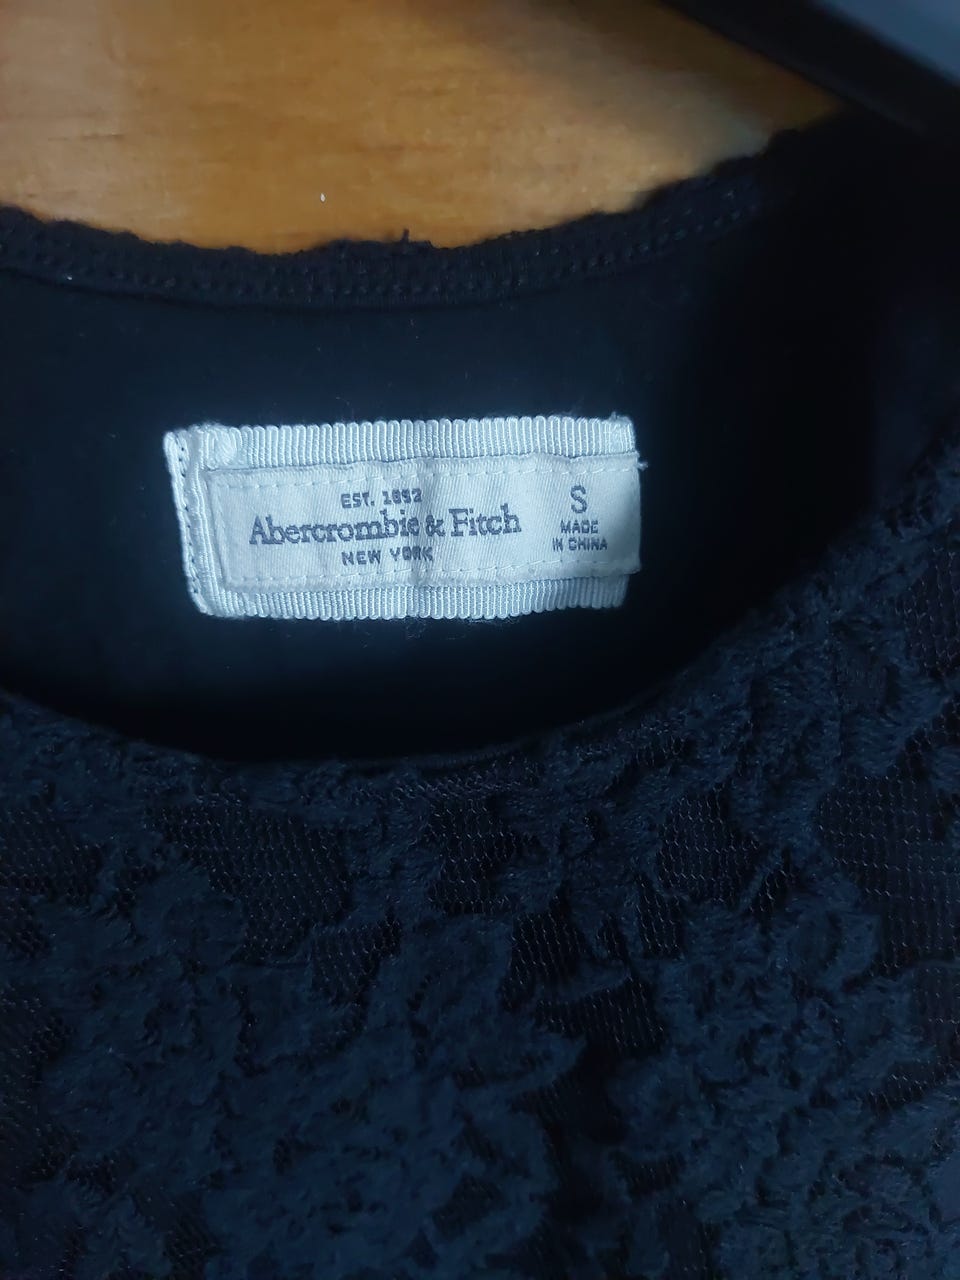 EST. 1892
Abercrombie & Fitch
NEW YORK
S
MADE
IN CHINA